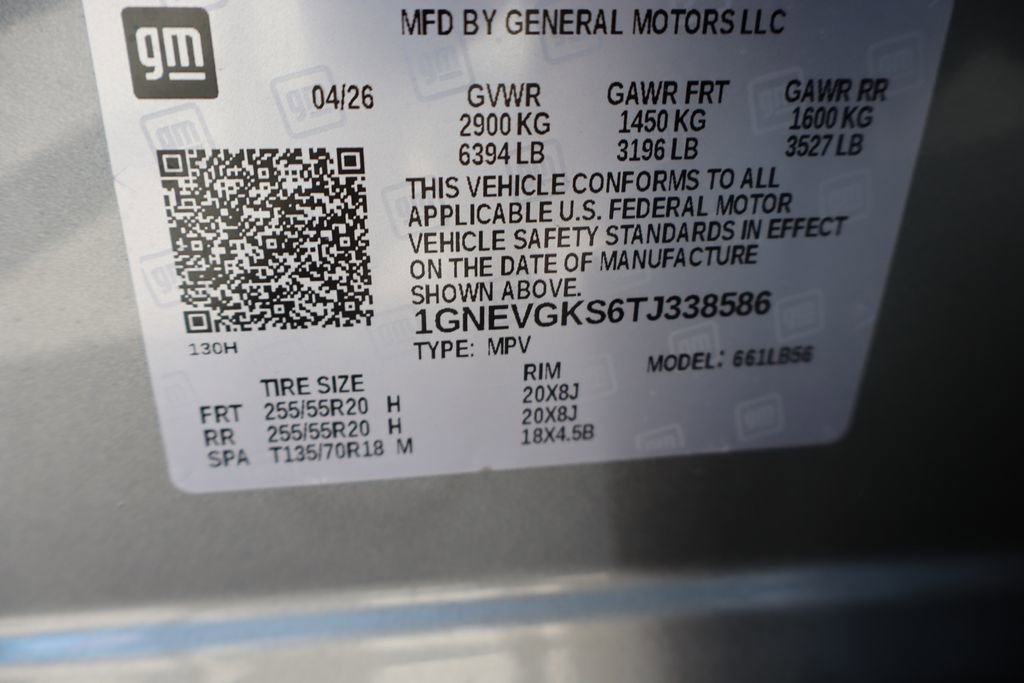 gm
MFD BY GENERAL MOTORS LLC
04/26 GVWR GAWR FRT GAWR RR
2900 KG 1450 KG 1600 KG
6394 LB 3196 LB 3527 LB
THIS VEHICLE CONFORMS TO ALL
APPLICABLE U.S. FEDERAL MOTOR
VEHICLE SAFETY STANDARDS IN EFFECT
ON THE DATE OF MANUFACTURE
SHOWN ABOVE.
1GNEVGKS6TJ338586
130H
TYPE: MPV MODEL: 661LB56
TIRE SIZE RIM
FRT 255/55R20 H 20X8J
RR 255/55R20 H 20X8J
SPA T135/70R18 M 18X4.5B